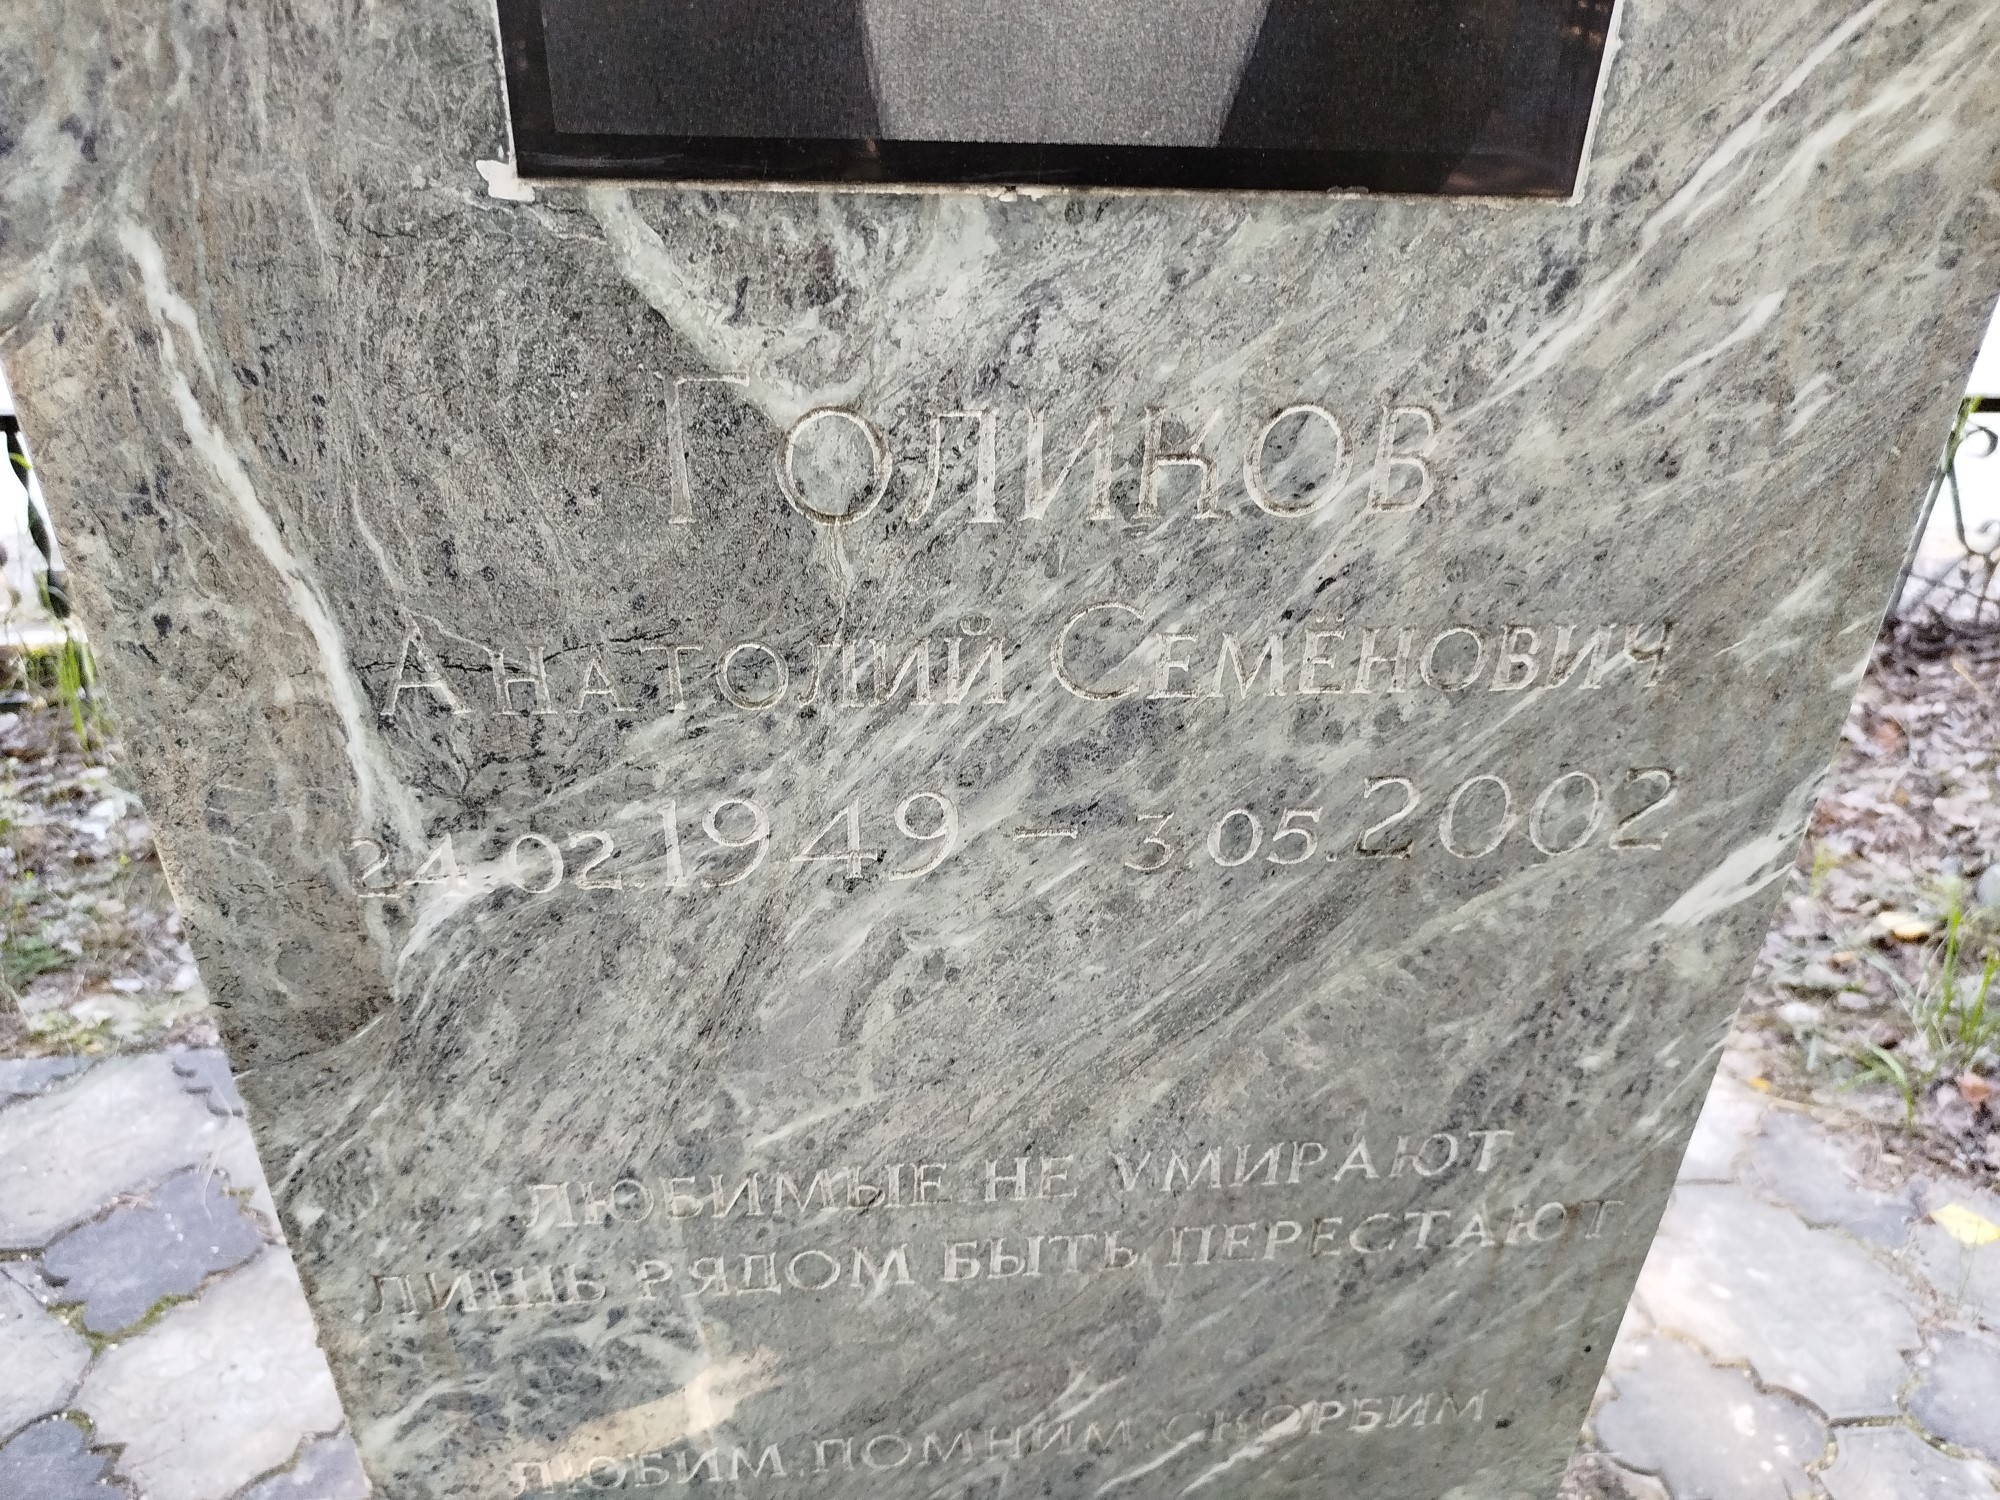 Голиков
Анатолий Семёнович
24.02.1949 – 3.05.2002
ЛЮБИМЫЕ НЕ УМИРАЮТ
ЛИШЬ РЯДОМ БЫТЬ ПЕРЕСТАЮТ.
ЛЮБИМ, ПОМНИМ, СКОРБИМ